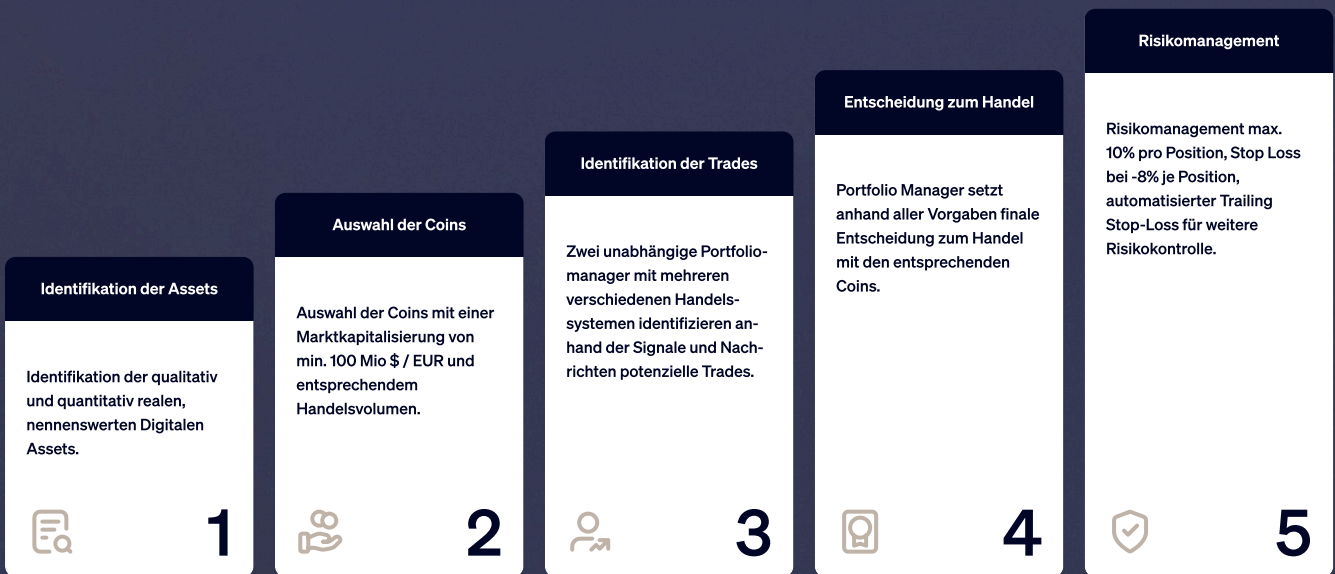 Identifikation der Assets
Identifikation der qualitativ
und quantitativ realen,
nennenswerten Digitalen
Assets.
1
Auswahl der Coins
Auswahl der Coins mit einer
Marktkapitalisierung von
min. 100 Mio $ / EUR und
entsprechendem
Handelsvolumen.
2
Identifikation der Trades
Zwei unabhängige Portfolio-
manager mit mehreren
verschiedenen Handels-
systemen identifizieren an-
hand der Signale und Nach-
richten potenzielle Trades.
3
Entscheidung zum Handel
Portfolio Manager setzt
anhand aller Vorgaben finale
Entscheidung zum Handel
mit den entsprechenden
Coins.
4
Risikomanagement
Risikomanagement max.
10% pro Position, Stop Loss
bei -8% je Position,
automatisierter Trailing
Stop-Loss für weitere
Risikokontrolle.
5